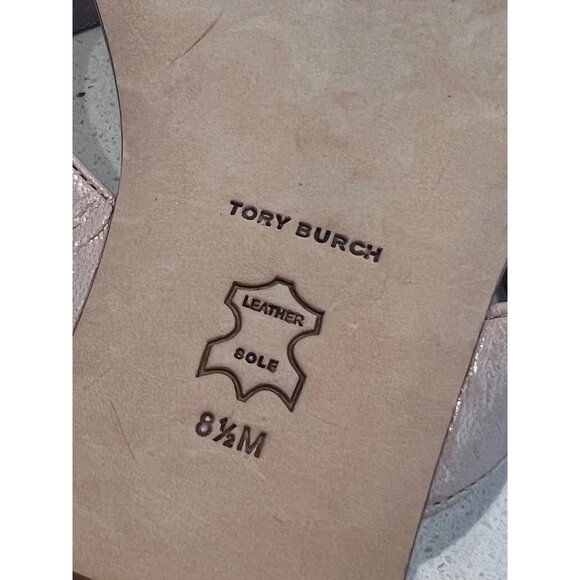 TORY BURCH
LEATHER
SOLE
8½M